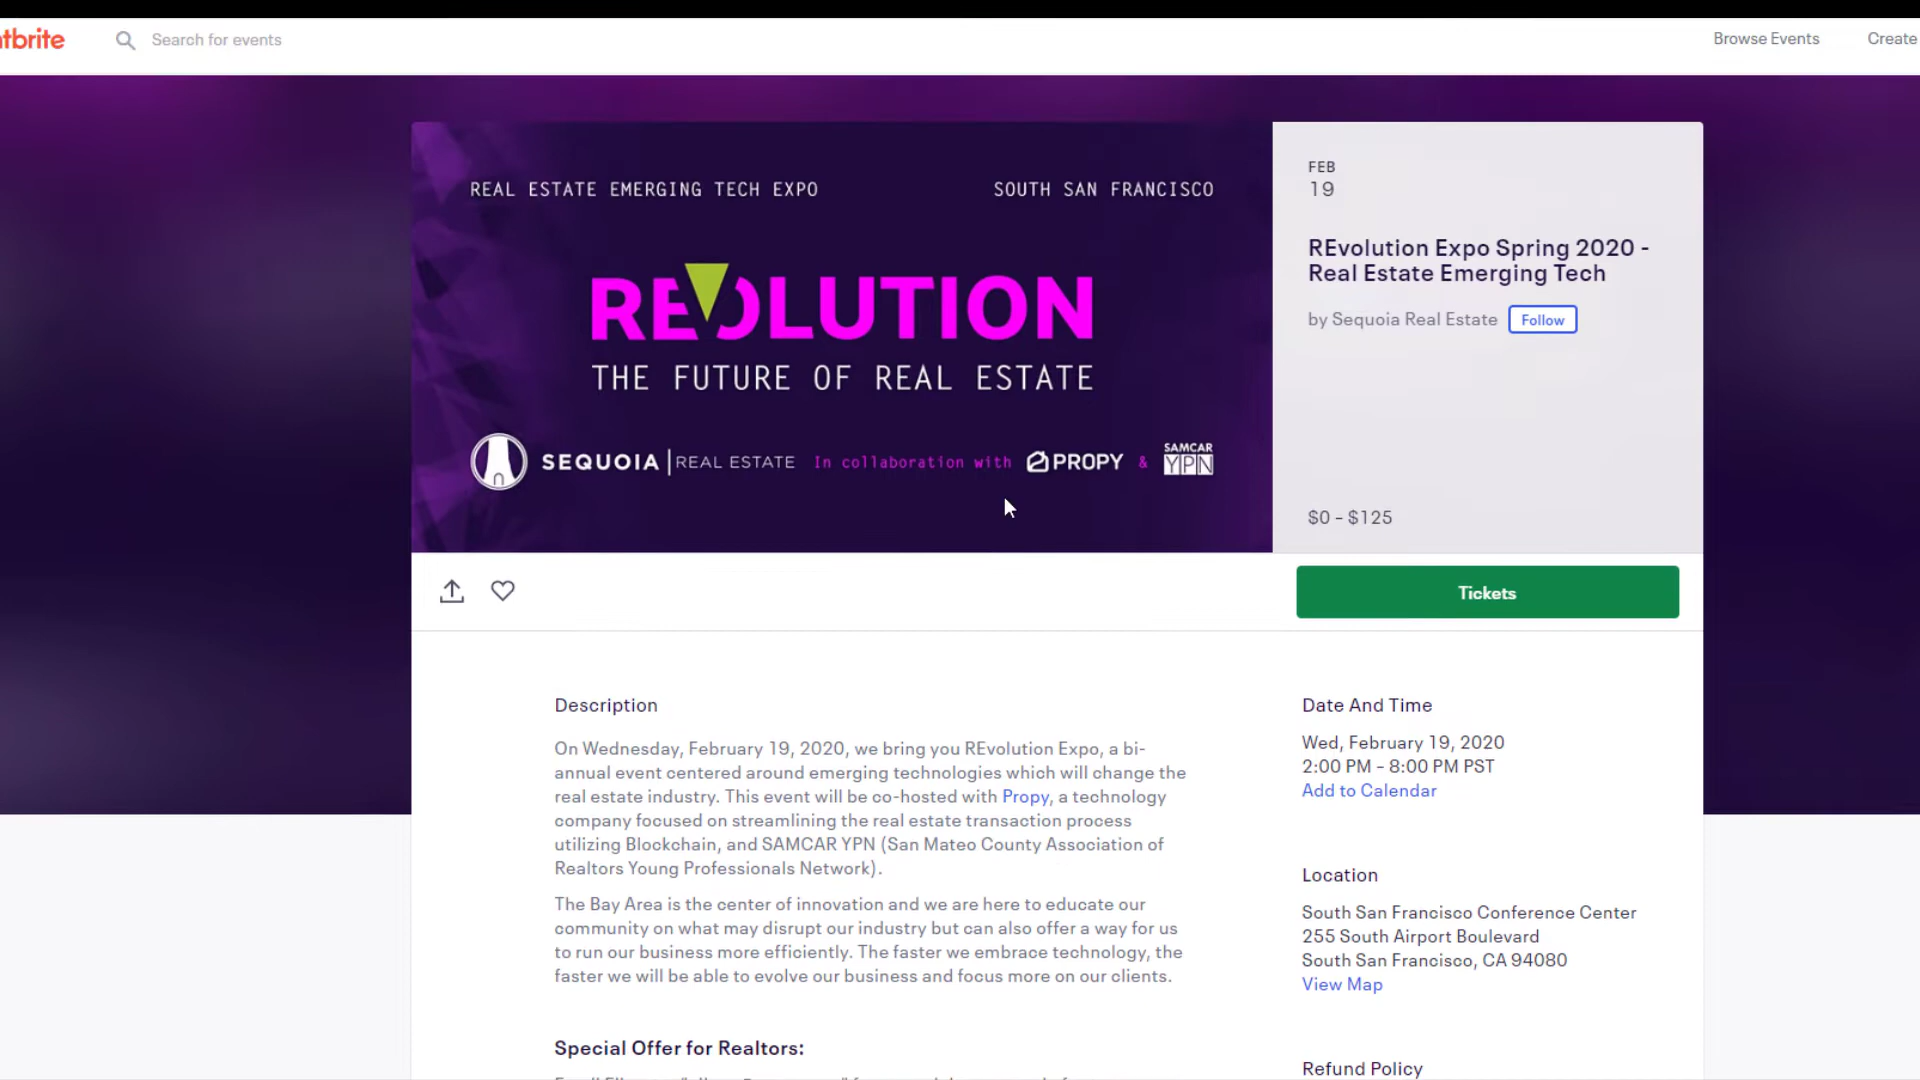 tbrite
Search for events
Browse Events
Create
REAL ESTATE EMERGING TECH EXPO
SOUTH SAN FRANCISCO
REVOLUTION
THE FUTURE OF REAL ESTATE
SEQUOIA | REAL ESTATE In collaboration with PROPY & SAMCAR YPN
FEB
19
REvolution Expo Spring 2020 -
Real Estate Emerging Tech
by Sequoia Real Estate Follow
$0 – $125
Tickets
Description
On Wednesday, February 19, 2020, we bring you REvolution Expo, a bi-
annual event centered around emerging technologies which will change the
real estate industry. This event will be co-hosted with Propy, a technology
company focused on streamlining the real estate transaction process
utilizing Blockchain, and SAMCAR YPN (San Mateo County Association of
Realtors Young Professionals Network).
The Bay Area is the center of innovation and we are here to educate our
community on what may disrupt our industry but can also offer a way for us
to run our business more efficiently. The faster we embrace technology, the
faster we will be able to evolve our business and focus more on our clients.
Special Offer for Realtors:
Date And Time
Wed, February 19, 2020
2:00 PM – 8:00 PM PST
Add to Calendar
Location
South San Francisco Conference Center
255 South Airport Boulevard
South San Francisco, CA 94080
View Map
Refund Policy